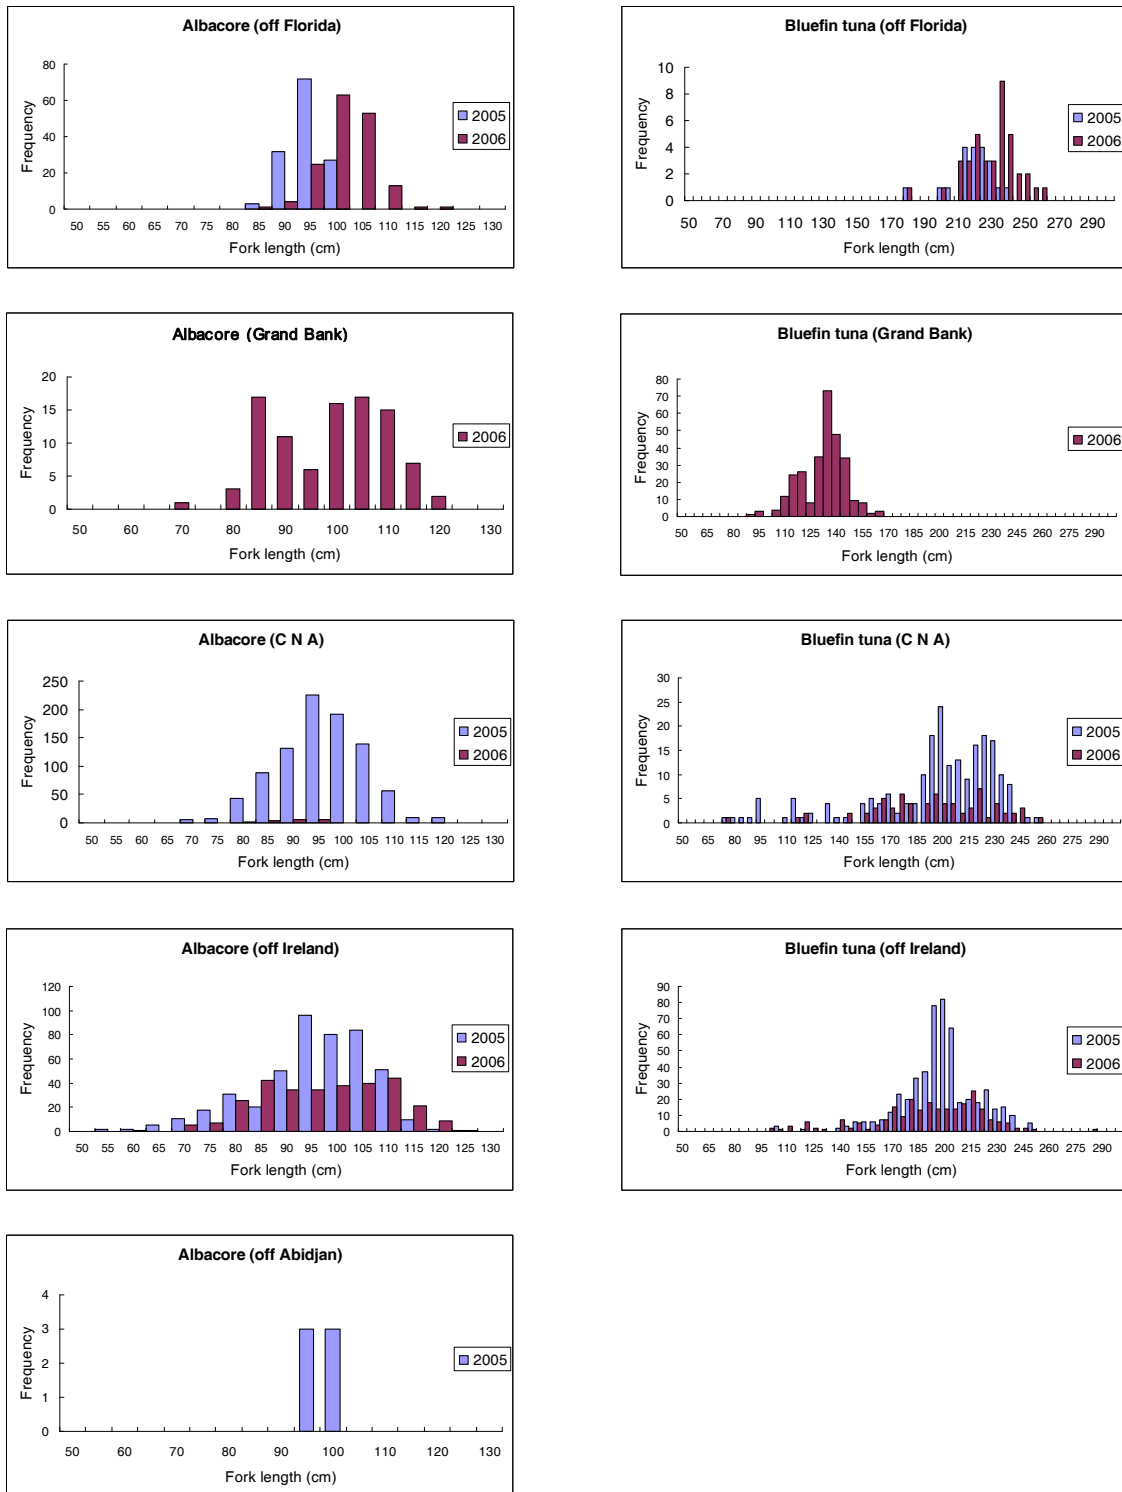 Albacore (off Florida)
80
60
40
20
0
Frequency
50 55 60 65 70 75 80 85 90 95 100 105 110 115 120 125 130
Fork length (cm)
2005
2006
Bluefin tuna (off Florida)
10
8
6
4
2
0
Frequency
50 70 90 110 130 150 170 190 210 230 250 270 290
Fork length (cm)
2005
2006
Albacore (Grand Bank)
20
15
10
5
0
Frequency
50 60 70 80 90 100 110 120 130
Fork length (cm)
2006
Bluefin tuna (Grand Bank)
80
70
60
50
40
30
20
10
0
Frequency
50 65 80 95 110 125 140 155 170 185 200 215 230 245 260 275 290
Fork length (cm)
2006
Albacore (C N A)
250
200
150
100
50
0
Frequency
50 55 60 65 70 75 80 85 90 95 100 105 110 115 120 125 130
Fork length (cm)
2005
2006
Bluefin tuna (C N A)
30
25
20
15
10
5
0
Frequency
50 65 80 95 110 125 140 155 170 185 200 215 230 245 260 275 290
Fork length (cm)
2005
2006
Albacore (off Ireland)
120
100
80
60
40
20
0
Frequency
50 55 60 65 70 75 80 85 90 95 100 105 110 115 120 125 130
Fork length (cm)
2005
2006
Bluefin tuna (off Ireland)
90
80
70
60
50
40
30
20
10
0
Frequency
50 65 80 95 110 125 140 155 170 185 200 215 230 245 260 275 290
Fork length (cm)
2005
2006
Albacore (off Abidjan)
4
3
2
1
0
Frequency
50 60 70 80 90 100 110 120 130
Fork length (cm)
2005